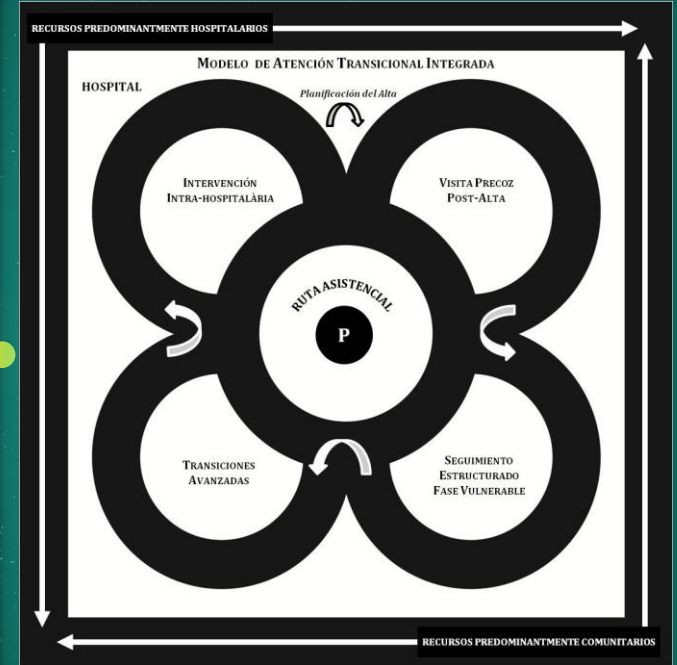 RECURSOS PREDOMINANTMENTE HOSPITALARIOS
MODELO DE ATENCIÓN TRANSICIONAL INTEGRADA
HOSPITAL
Planificación del Alta
INTERVENCIÓN
INTRA-HOSPITALÀRIA
VISITA PRECOZ
POST-ALTA
RUTA ASISTENCIAL
P
TRANSICIONES
AVANZADAS
SEGUIMIENTO
ESTRUCTURADO
FASE VULNERABLE
RECURSOS PREDOMINANTMENTE COMUNITARIOS